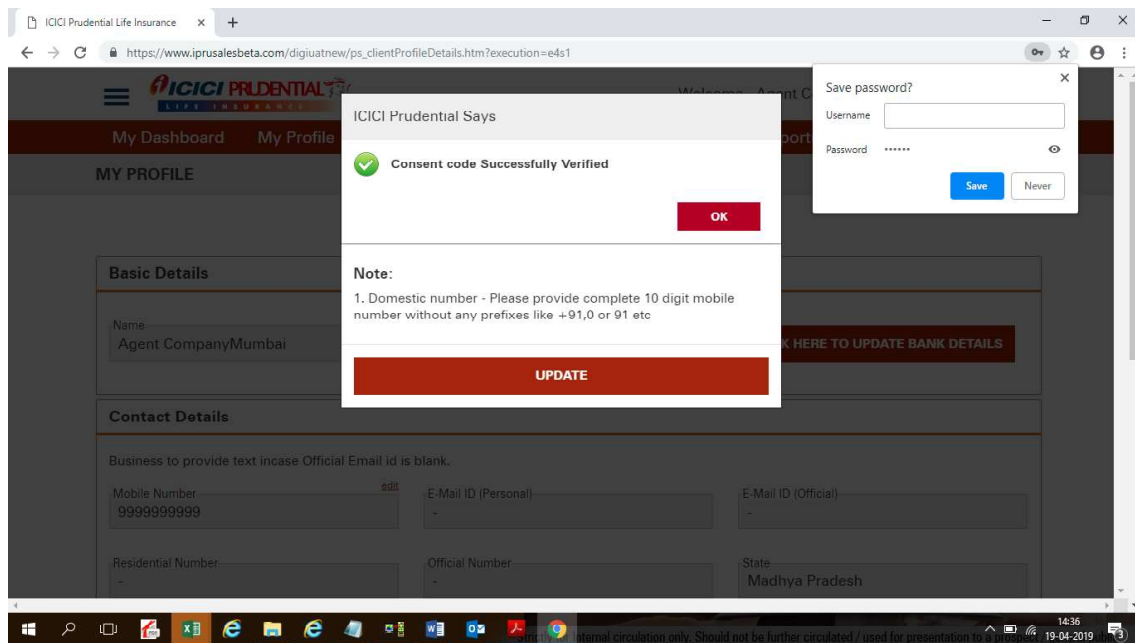 ICICI Prudential Life Insurance
https://www.iprusalesbeta.com/digiuatnew/ps_clientProfileDetails.htm?execution=e4s1
ICICI PRUDENTIAL
LIFE INSURANCE
Agent C
My Dashboard My Profile
MY PROFILE
Save password?
Username
Password ••••••
Save Never
ICICI Prudential Says
Consent code Successfully Verified
OK
Note:
1. Domestic number - Please provide complete 10 digit mobile
number without any prefixes like +91,0 or 91 etc
UPDATE
Basic Details
Name
Agent CompanyMumbai
K HERE TO UPDATE BANK DETAILS
Contact Details
Business to provide text incase Official Email id is blank.
Mobile Number edit E-Mail ID (Personal) E-Mail ID (Official)
9999999999 - -
Residential Number Official Number State
- - Madhya Pradesh
internal circulation only. Should not be further circulated / used for presentation to a prospect
14:36
19-04-2019
3